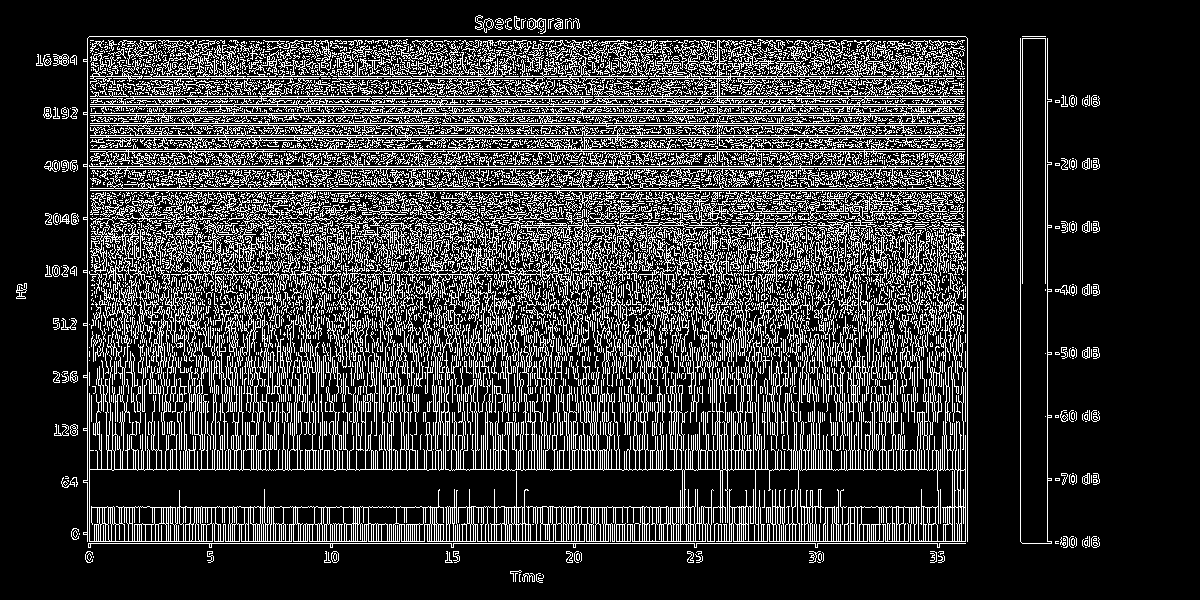 Spectrogram
16384
8192
4096
2048
1024
512
256
128
64
0
Hz
0 5 10 15 20 25 30 35
Time
-10 dB
-20 dB
-30 dB
-40 dB
-50 dB
-60 dB
-70 dB
-80 dB